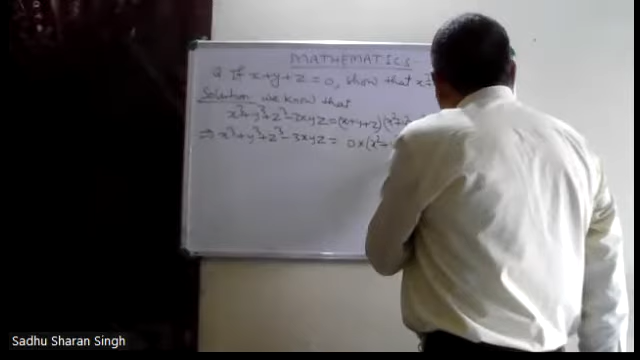 MATHEMATICS
Q If x+y+z=0, show that x³
Solution we know that
x³+y³+z³-3xyz=(x+y+z)(x²+y²
⇒ x³+y³+z³-3xyz= 0×(x²+
Sadhu Sharan Singh